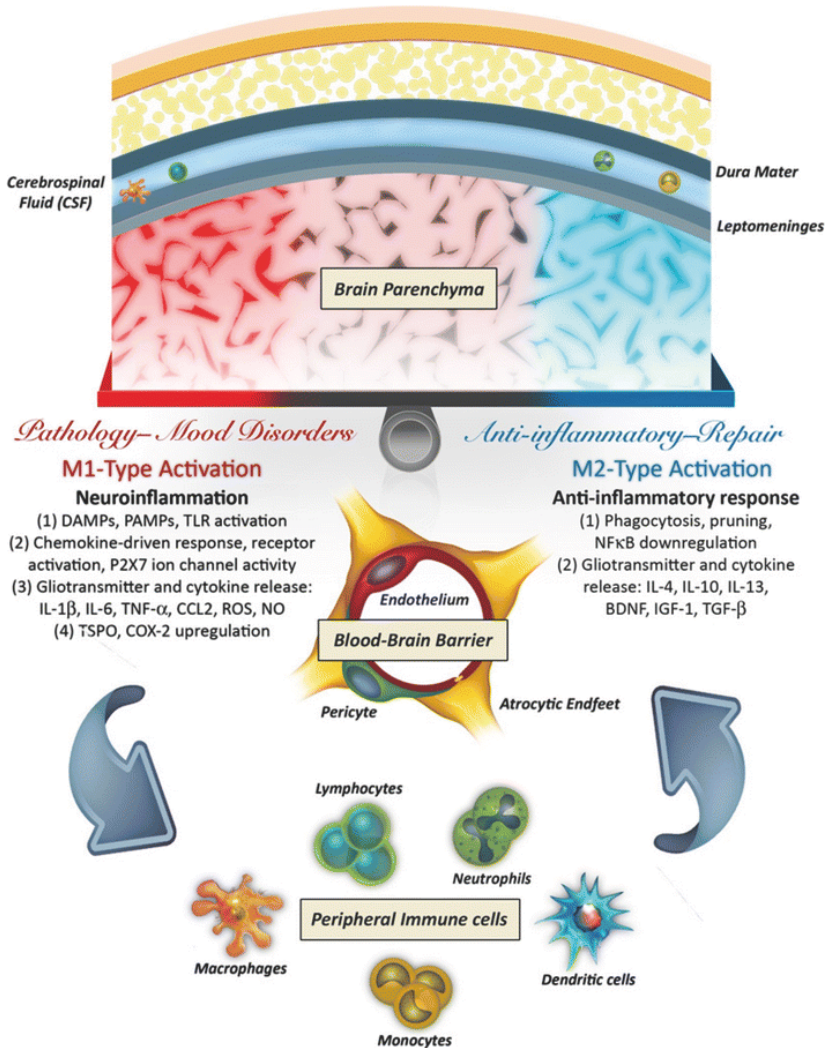 Cerebrospinal
Fluid (CSF)
Dura Mater
Leptomeninges
Brain Parenchyma
Pathology–Mood Disorders
Anti-inflammatory–Repair
M1-Type Activation
Neuroinflammation
(1) DAMPs, PAMPs, TLR activation
(2) Chemokine-driven response, receptor
activation, P2X7 ion channel activity
(3) Gliotransmitter and cytokine release:
IL-1β, IL-6, TNF-α, CCL2, ROS, NO
(4) TSPO, COX-2 upregulation
M2-Type Activation
Anti-inflammatory response
(1) Phagocytosis, pruning,
NFκB downregulation
(2) Gliotransmitter and cytokine
release: IL-4, IL-10, IL-13,
BDNF, IGF-1, TGF-β
Endothelium
Blood-Brain Barrier
Pericyte
Atrocytic Endfeet
Lymphocytes
Neutrophils
Peripheral Immune cells
Macrophages
Dendritic cells
Monocytes